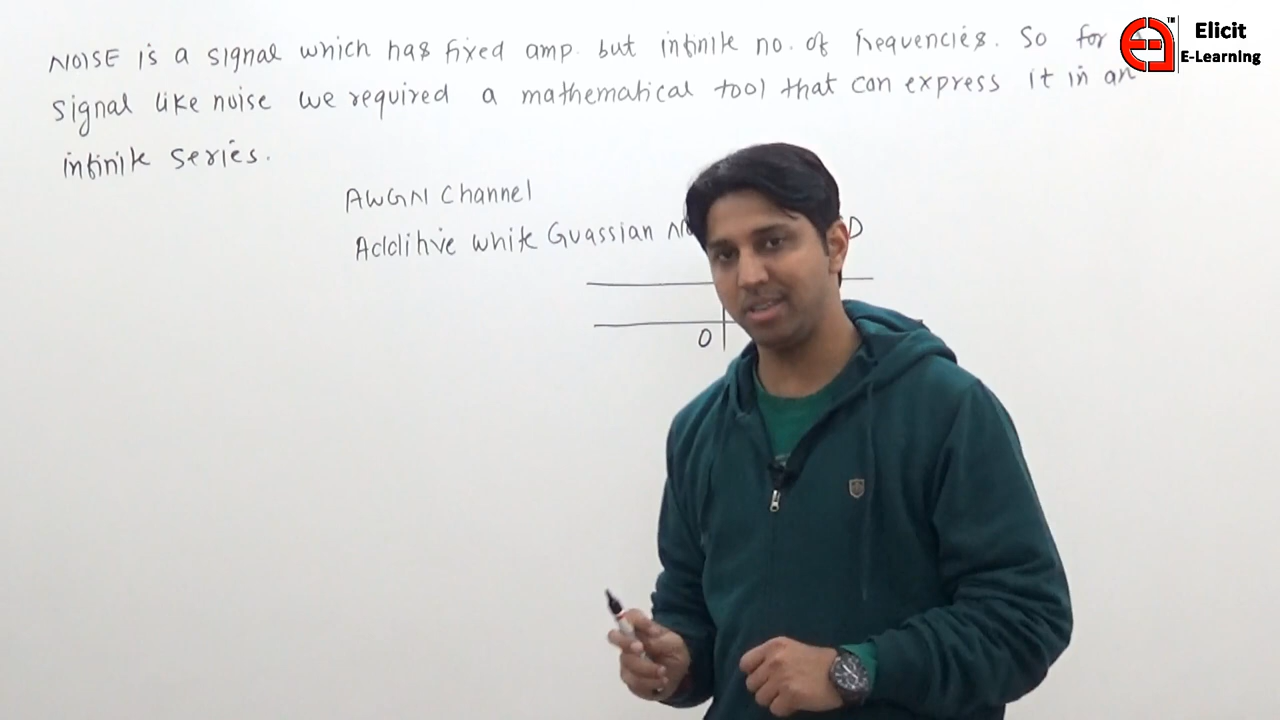 NOISE is a signal which has fixed amp. but infinite no. of frequencies. So for
signal like noise we required a mathematical tool that can express it in an
infinite series.
AWGN Channel
Additive white Guassian
0
TM
Elicit
E-Learning